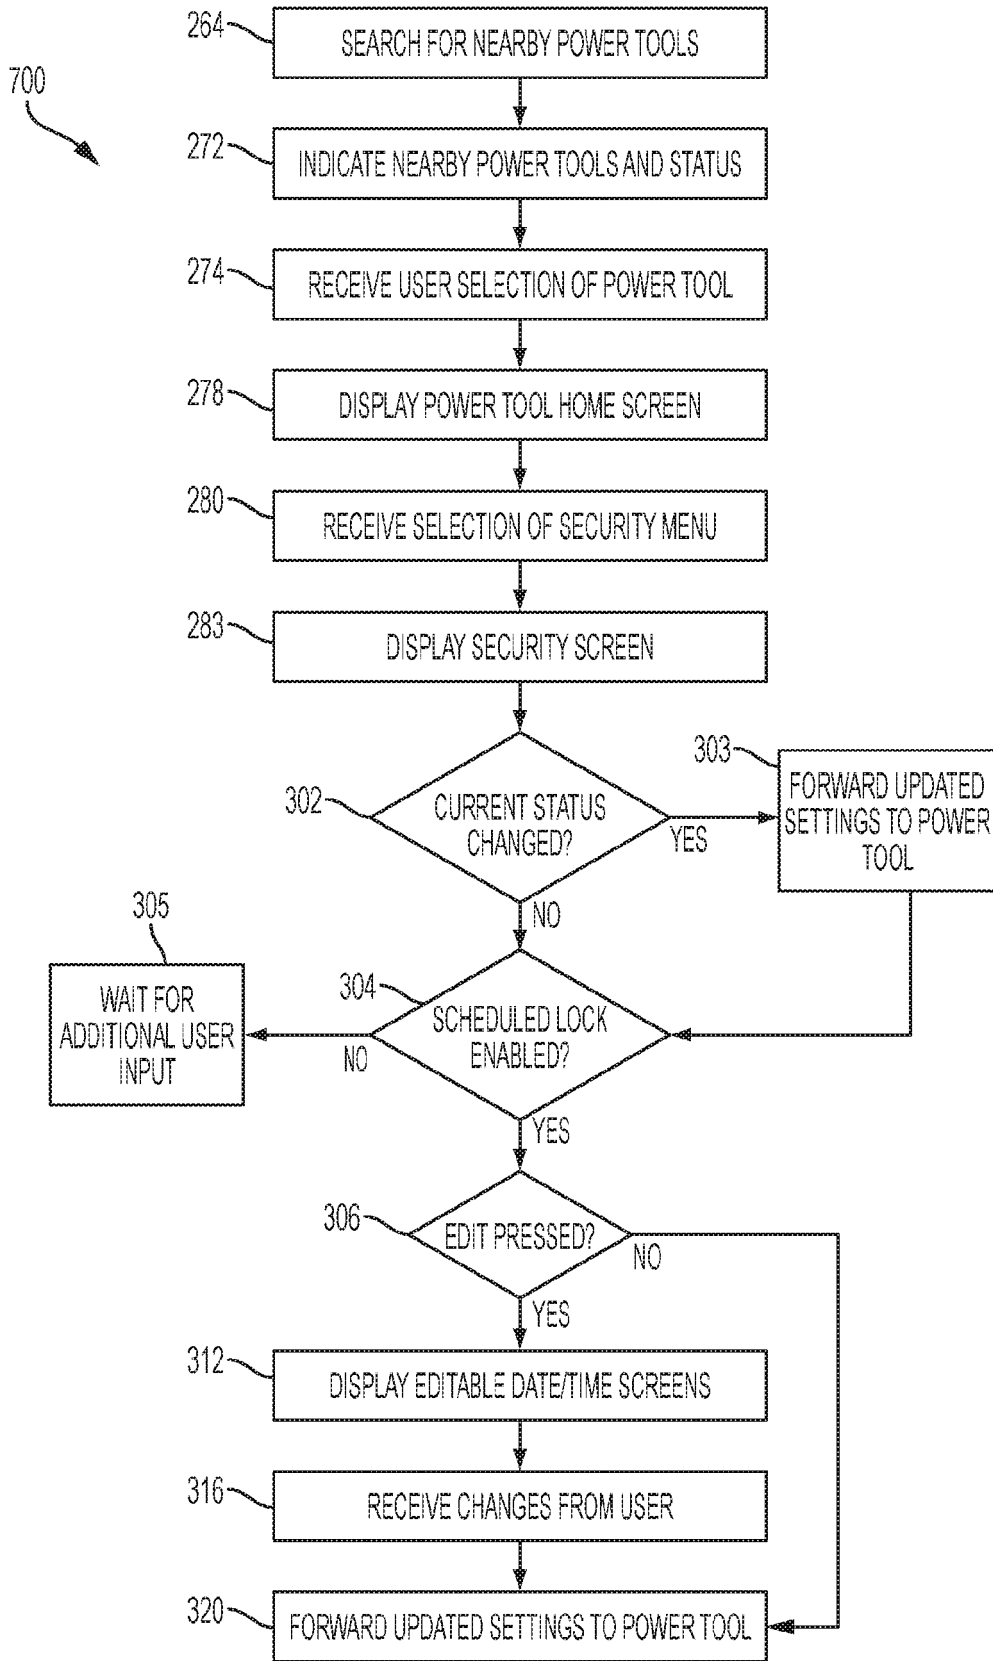 264
SEARCH FOR NEARBY POWER TOOLS
700
272
INDICATE NEARBY POWER TOOLS AND STATUS
274
RECEIVE USER SELECTION OF POWER TOOL
278
DISPLAY POWER TOOL HOME SCREEN
280
RECEIVE SELECTION OF SECURITY MENU
283
DISPLAY SECURITY SCREEN
302
CURRENT STATUS
CHANGED?
YES
NO
303
FORWARD UPDATED
SETTINGS TO POWER
TOOL
304
SCHEDULED LOCK
ENABLED?
NO
YES
305
WAIT FOR
ADDITIONAL USER
INPUT
306
EDIT PRESSED?
NO
YES
312
DISPLAY EDITABLE DATE/TIME SCREENS
316
RECEIVE CHANGES FROM USER
320
FORWARD UPDATED SETTINGS TO POWER TOOL